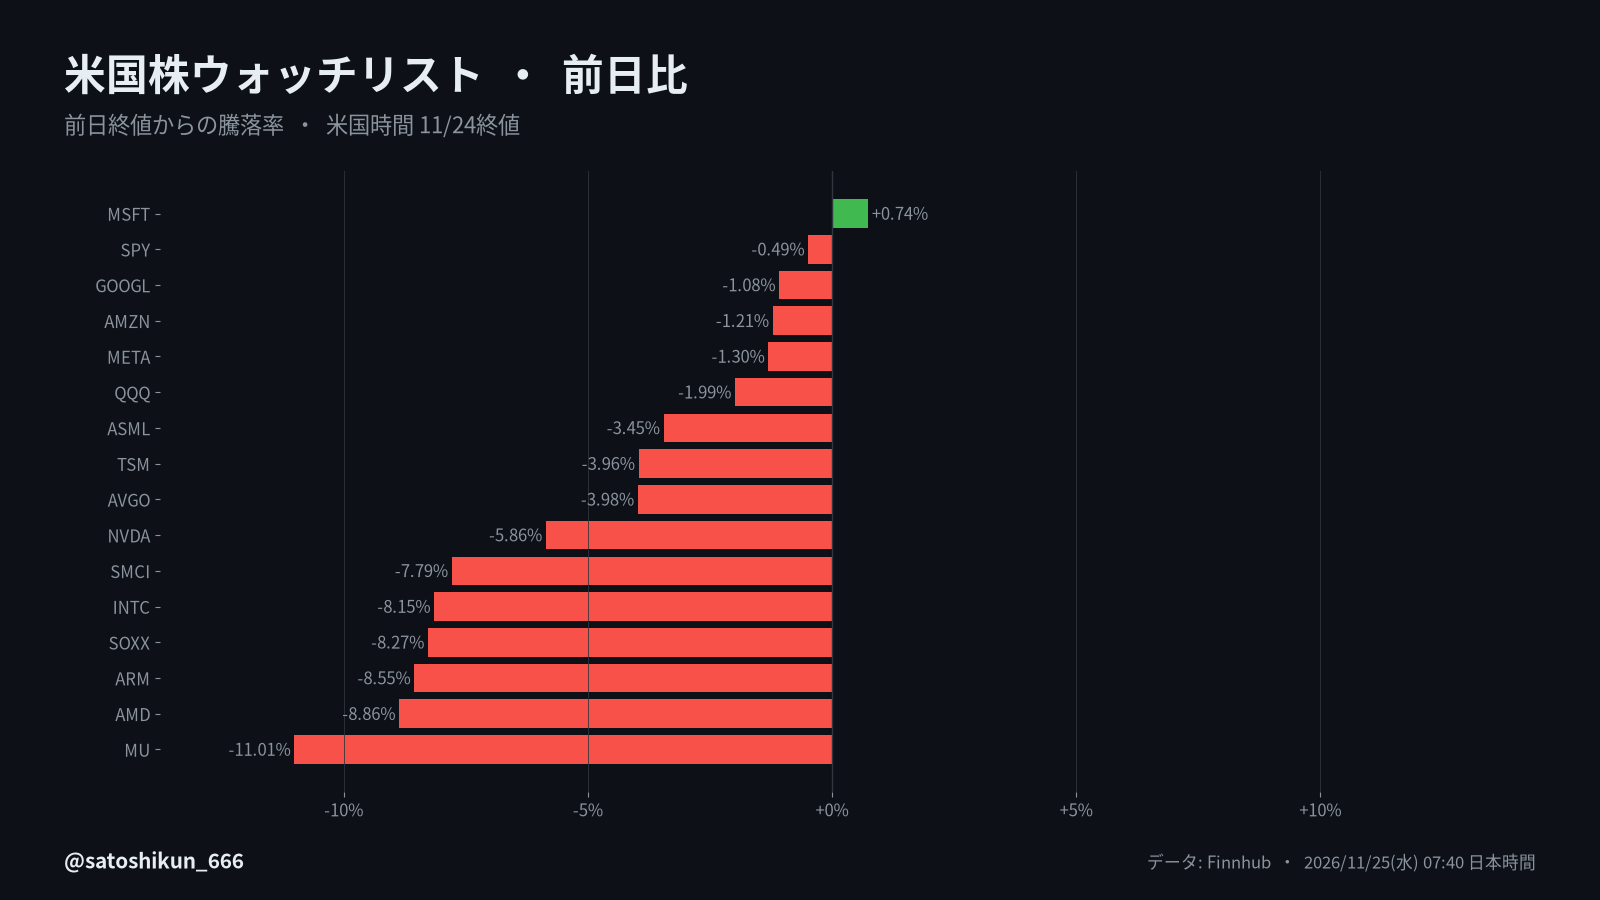 米国株ウォッチリスト ・ 前日比
前日終値からの騰落率 ・ 米国時間 11/24終値
MSFT +0.74%
SPY -0.49%
GOOGL -1.08%
AMZN -1.21%
META -1.30%
QQQ -1.99%
ASML -3.45%
TSM -3.96%
AVGO -3.98%
NVDA -5.86%
SMCI -7.79%
INTC -8.15%
SOXX -8.27%
ARM -8.55%
AMD -8.86%
MU -11.01%
-10% -5% +0% +5% +10%
@satoshikun_666
データ: Finnhub ・ 2026/11/25(水) 07:40 日本時間